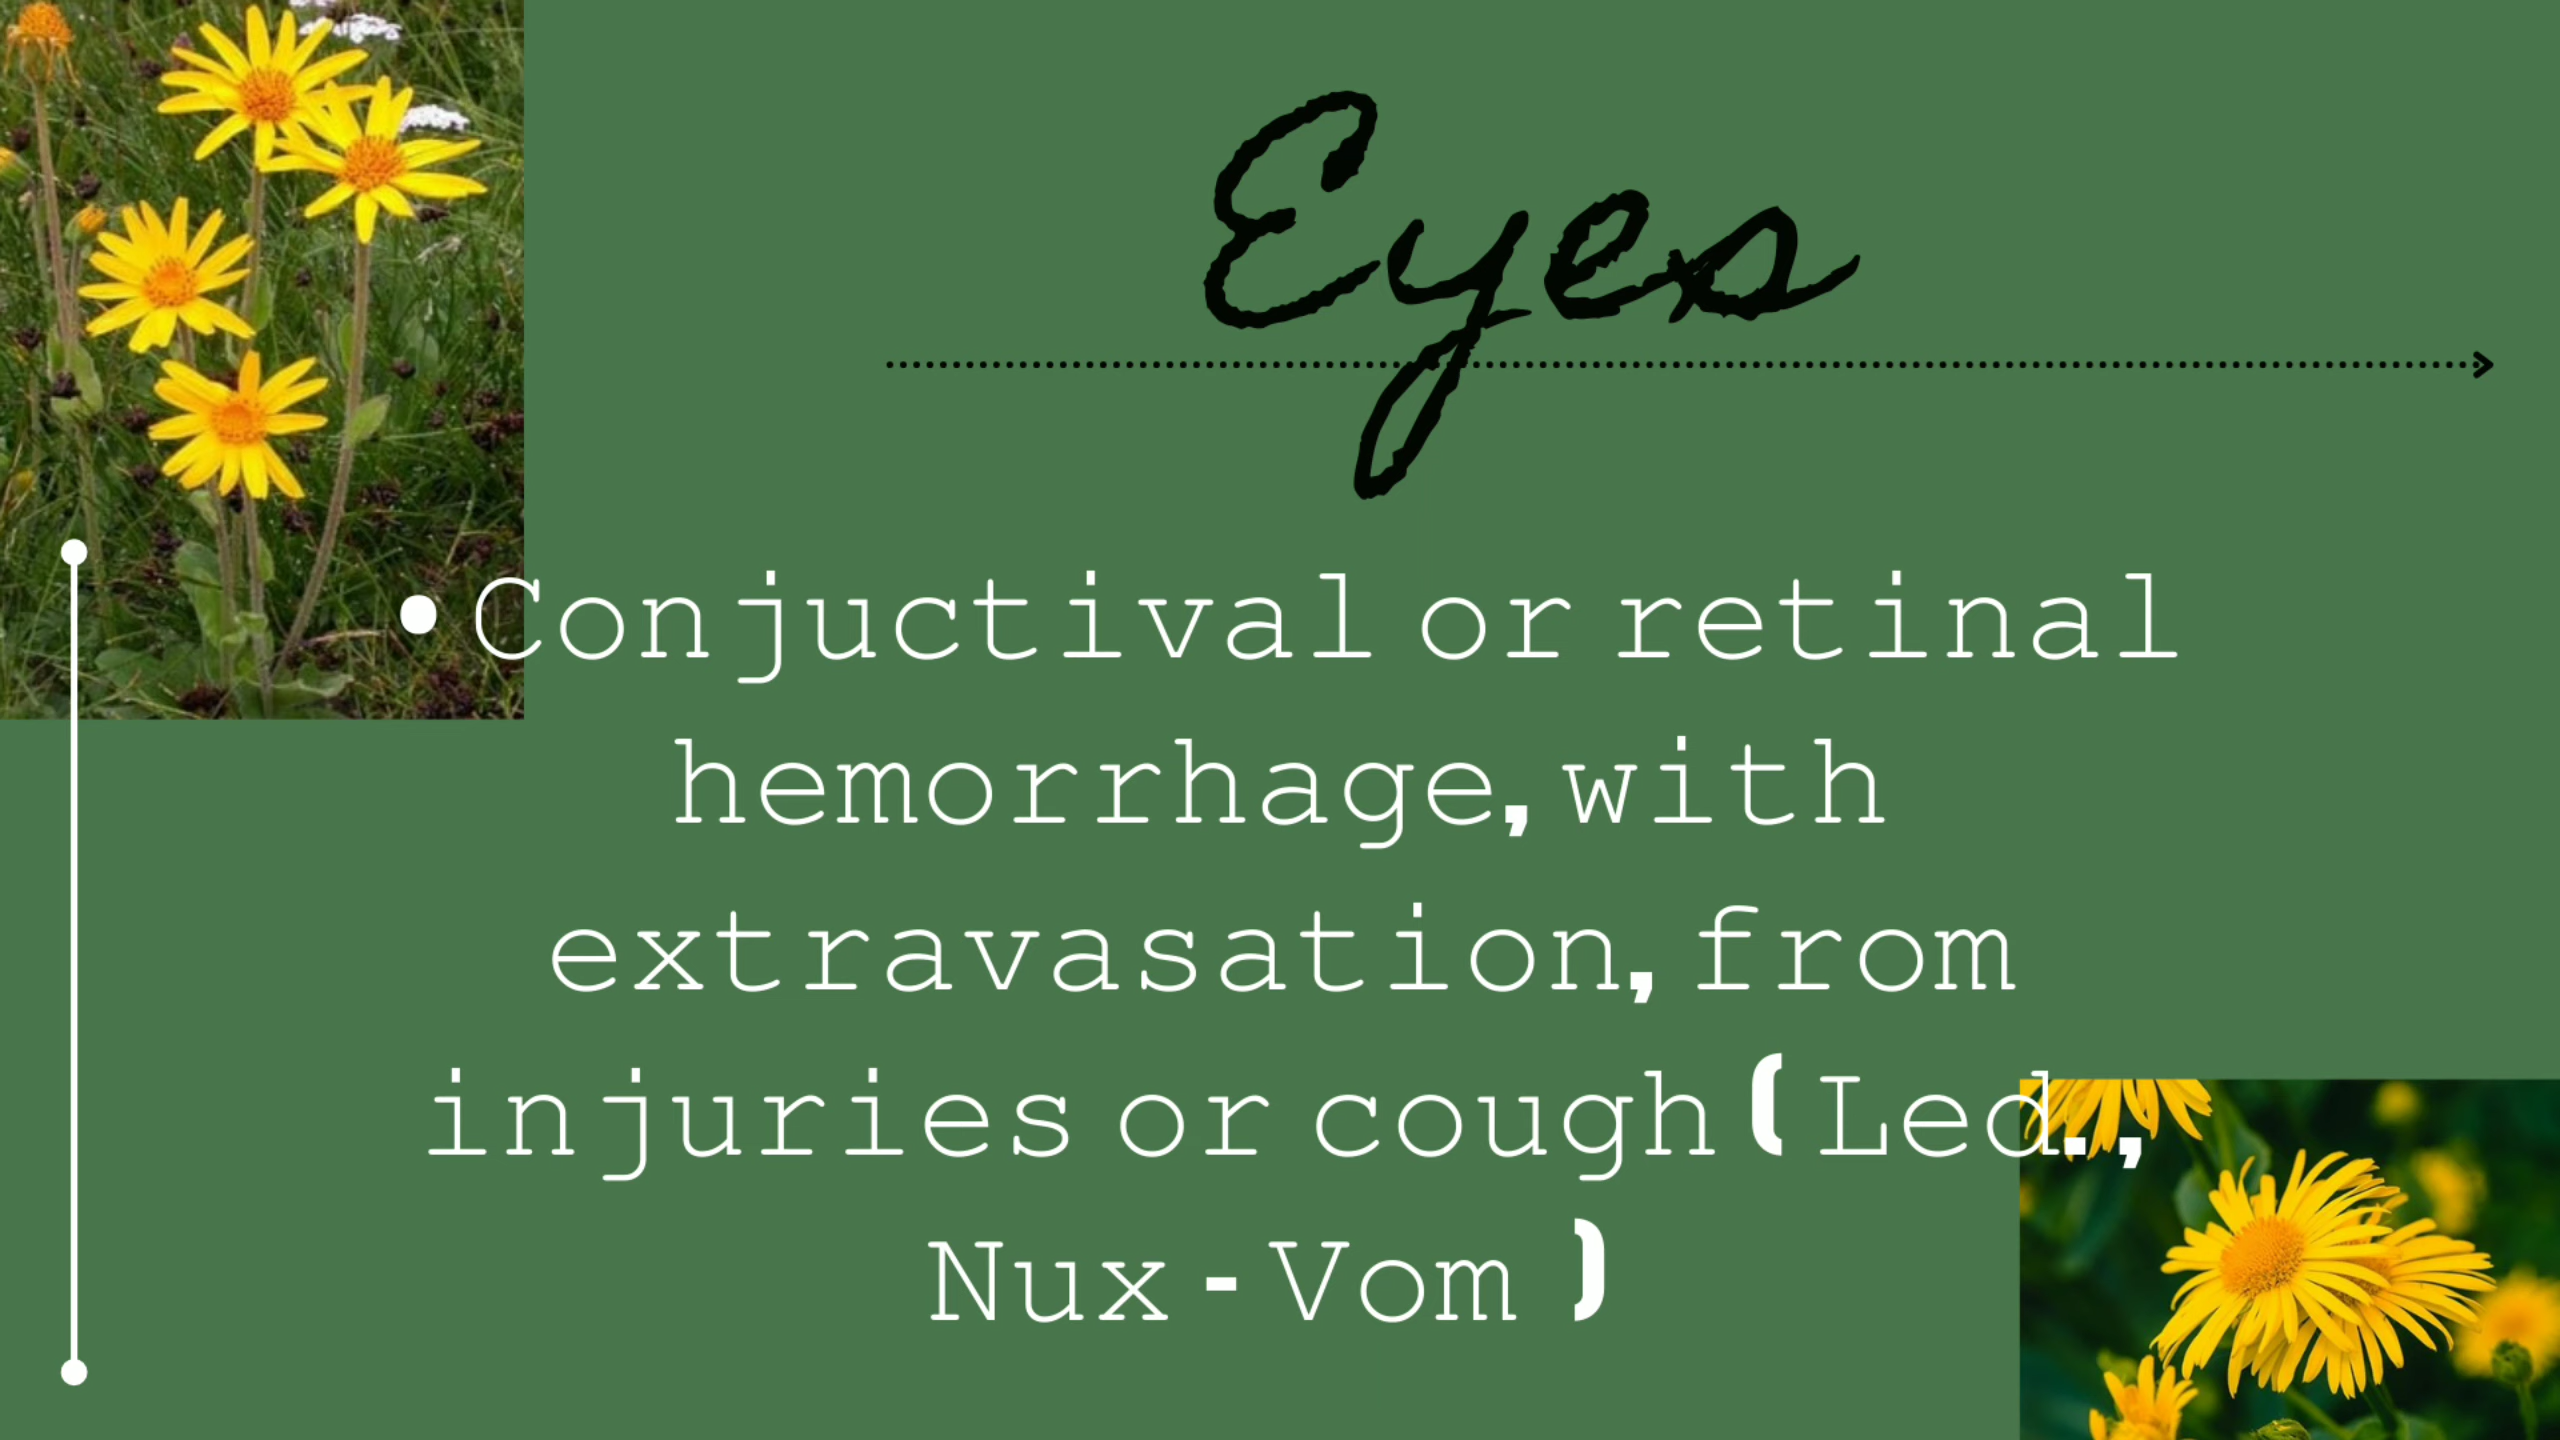 Eyes
• Conjuctival or retinal
hemorrhage, with
extravasation, from
injuries or cough ( Led. ,
Nux - Vom )